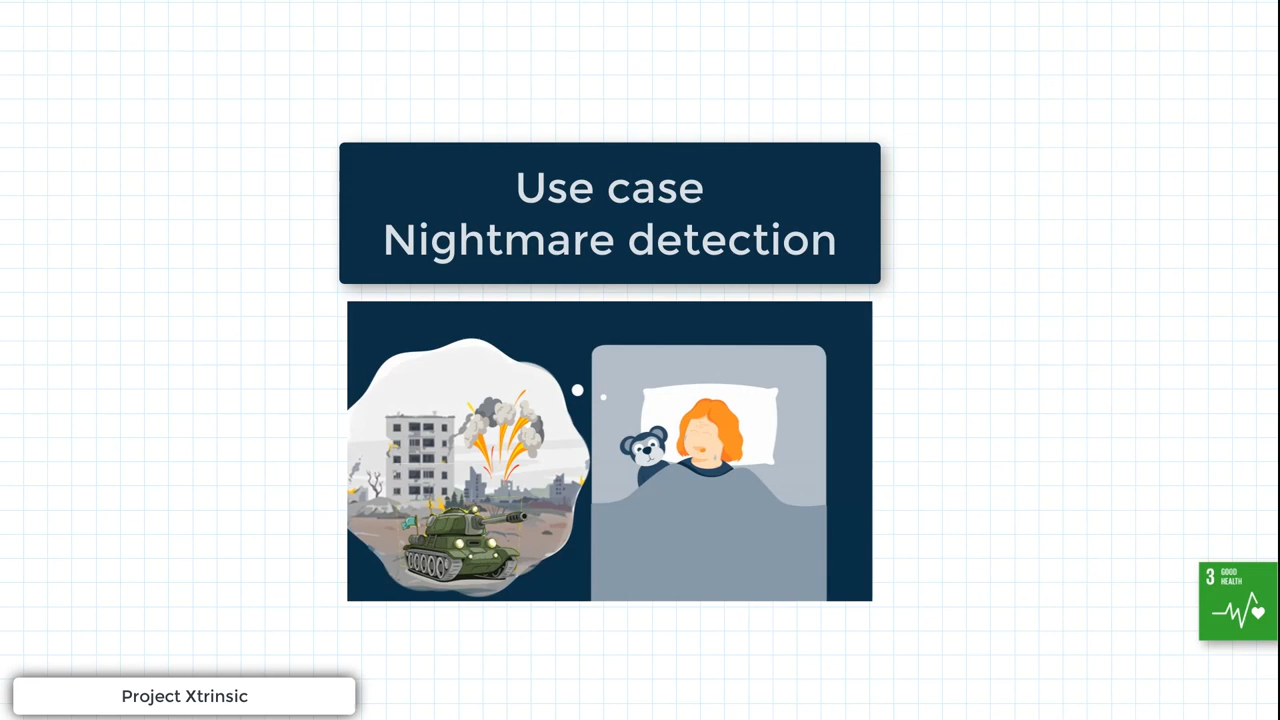 Use case
Nightmare detection
3 GOOD
HEALTH
Project Xtrinsic